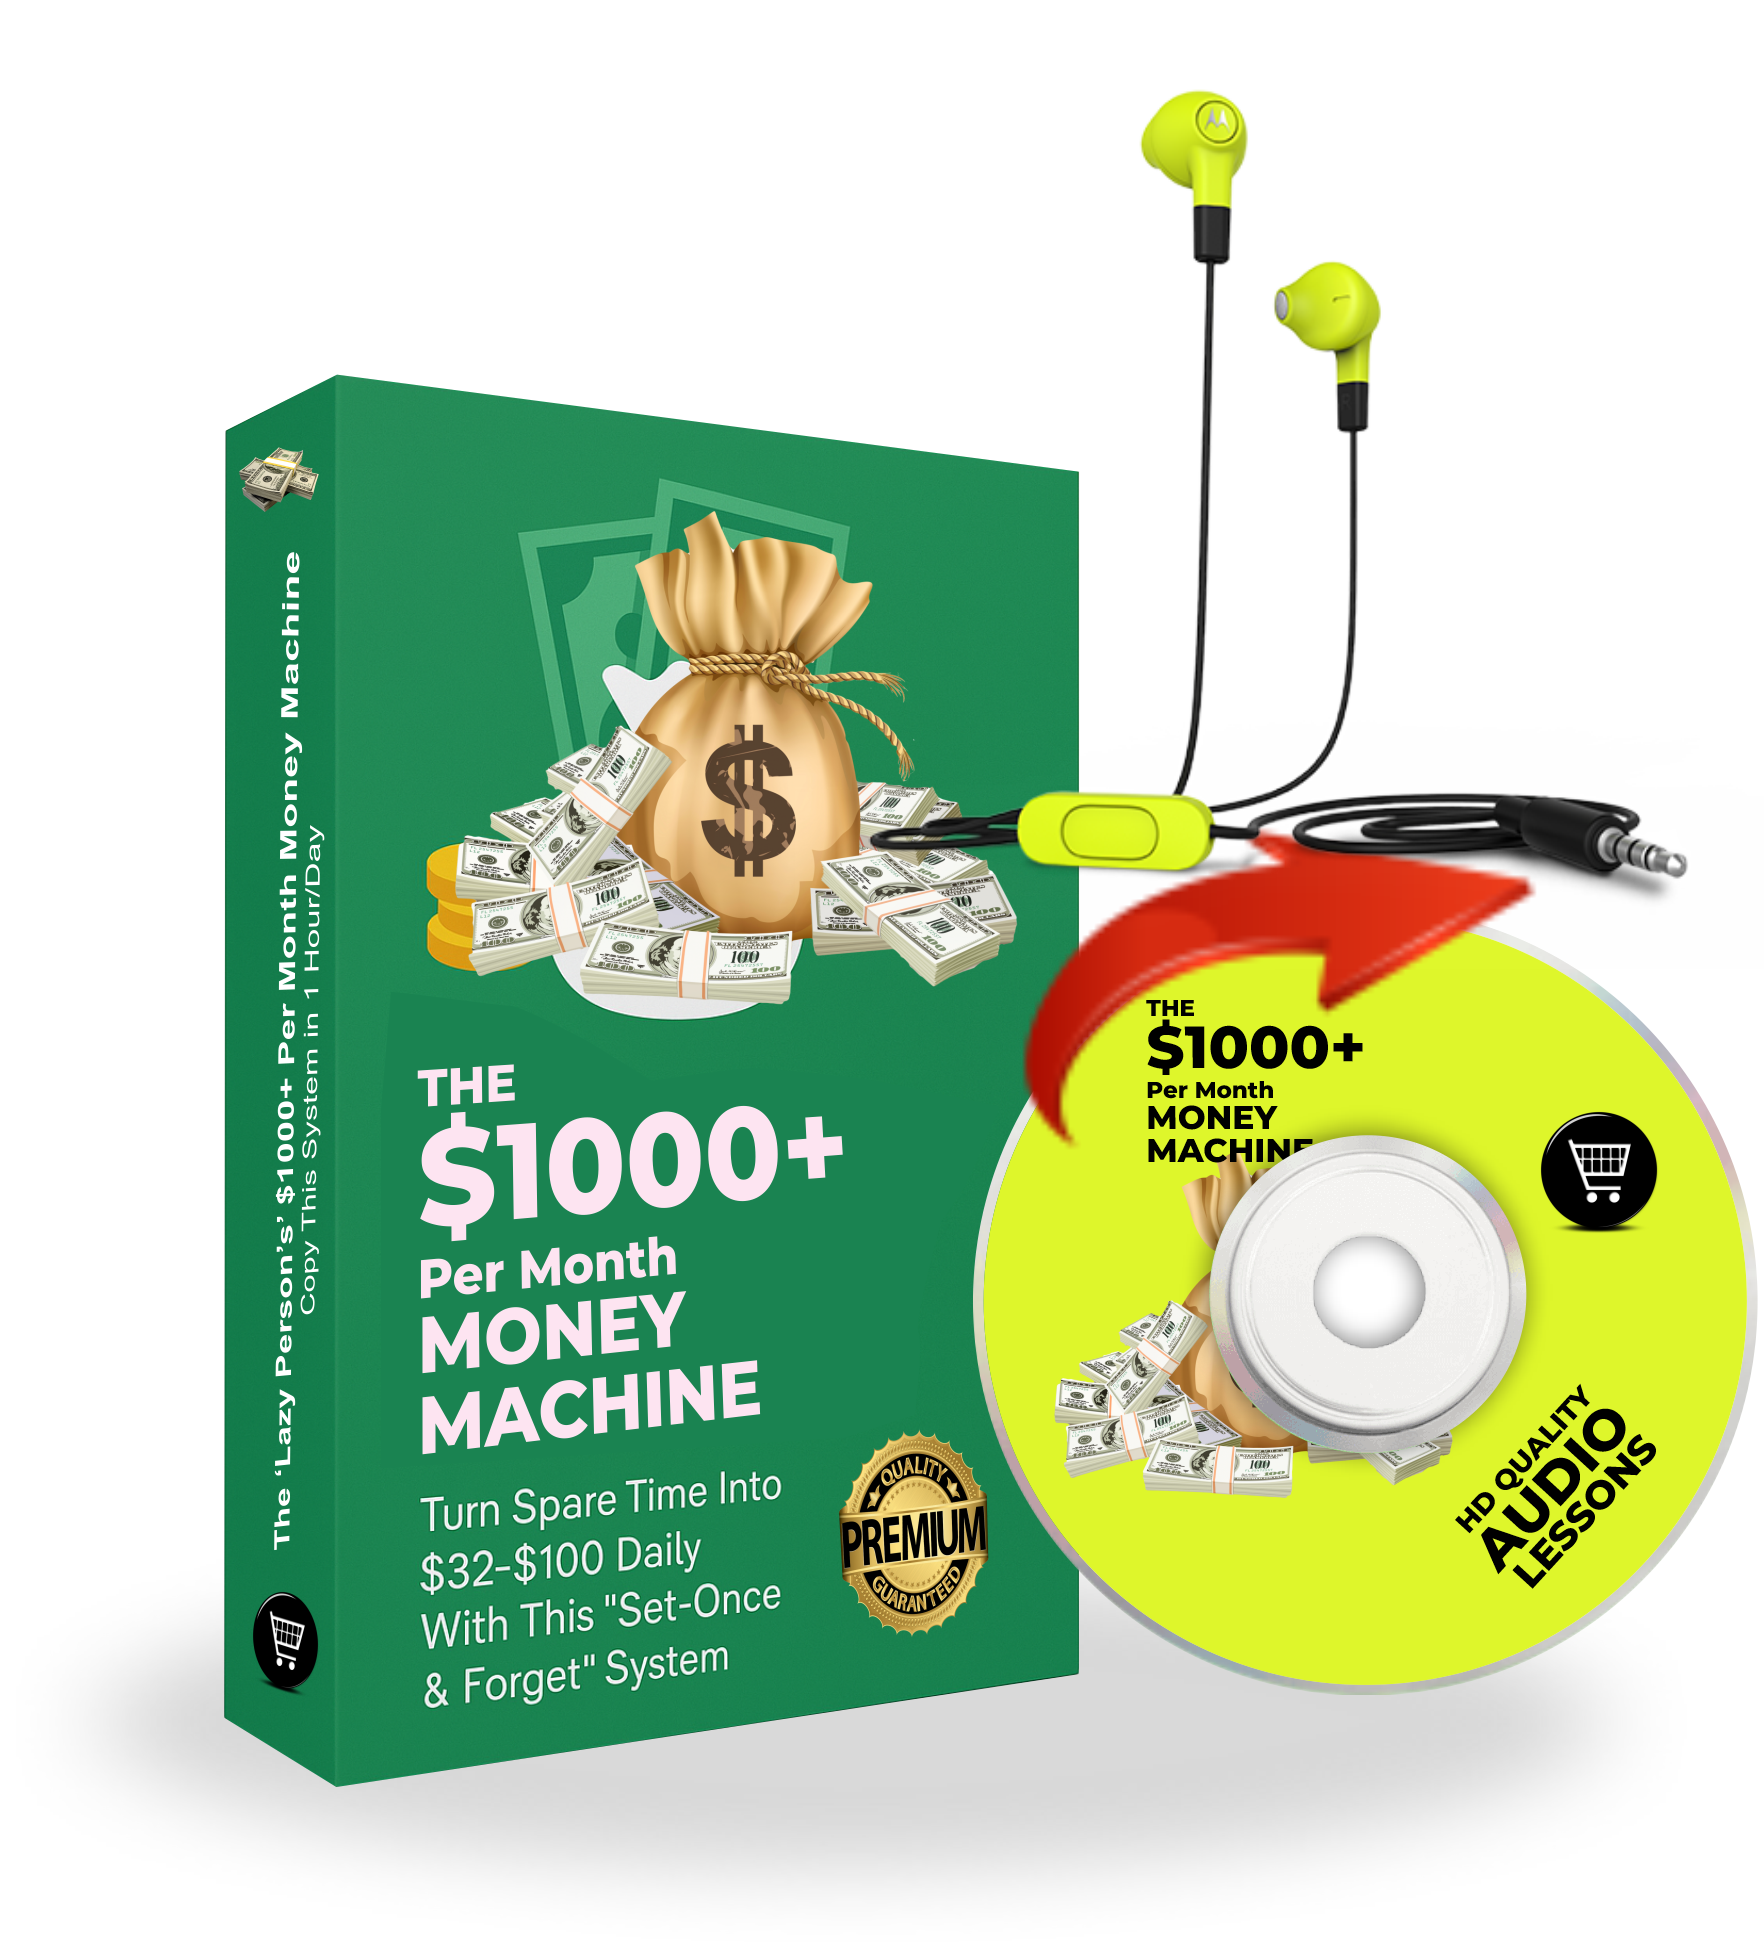 The ‘Lazy Person’s’ $1000+ Per Month Money Machine
Copy This System in 1 Hour/Day
THE
$1000+
Per Month
MONEY
MACHINE
Turn Spare Time Into
$32-$100 Daily
With This "Set-Once
& Forget" System
QUALITY
PREMIUM
GUARANTEED
THE
$1000+
Per Month
MONEY
MACHINE
HD QUALITY
AUDIO
LESSONS